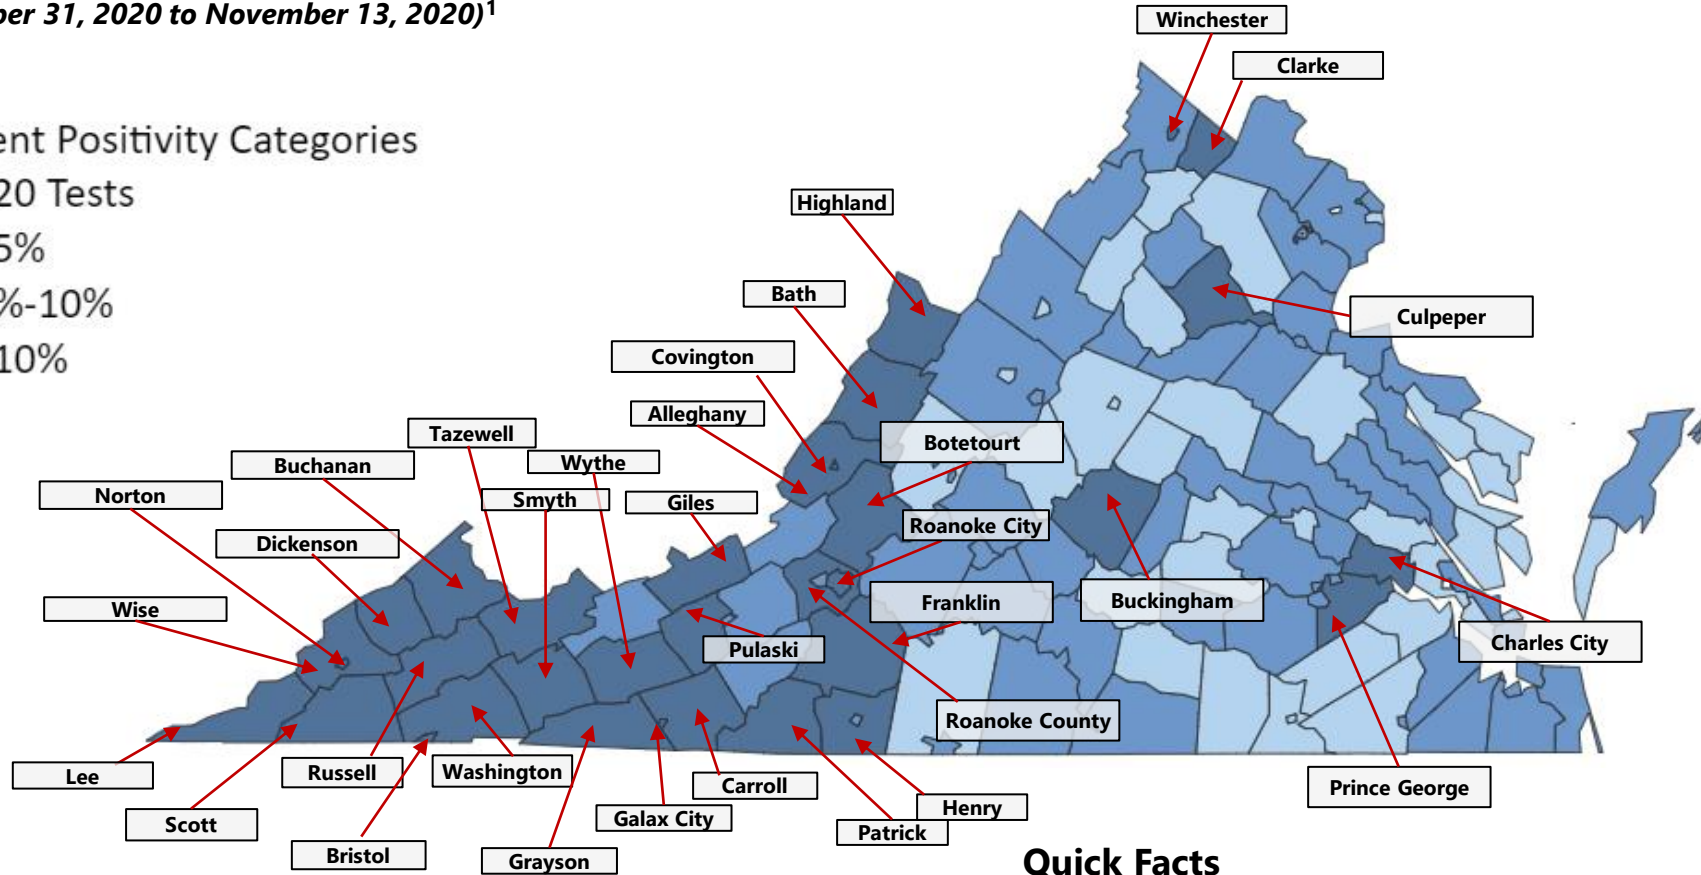 ber 31, 2020 to November 13, 2020)1
ent Positivity Categories
20 Tests
5%
%-10%
10%
Winchester
Clarke
Highland
Bath
Culpeper
Covington
Alleghany
Tazewell
Botetourt
Buchanan
Wythe
Norton
Smyth
Giles
Roanoke City
Dickenson
Franklin
Buckingham
Wise
Pulaski
Charles City
Roanoke County
Lee
Russell
Washington
Carroll
Prince George
Henry
Scott
Galax City
Patrick
Bristol
Grayson
Quick Facts